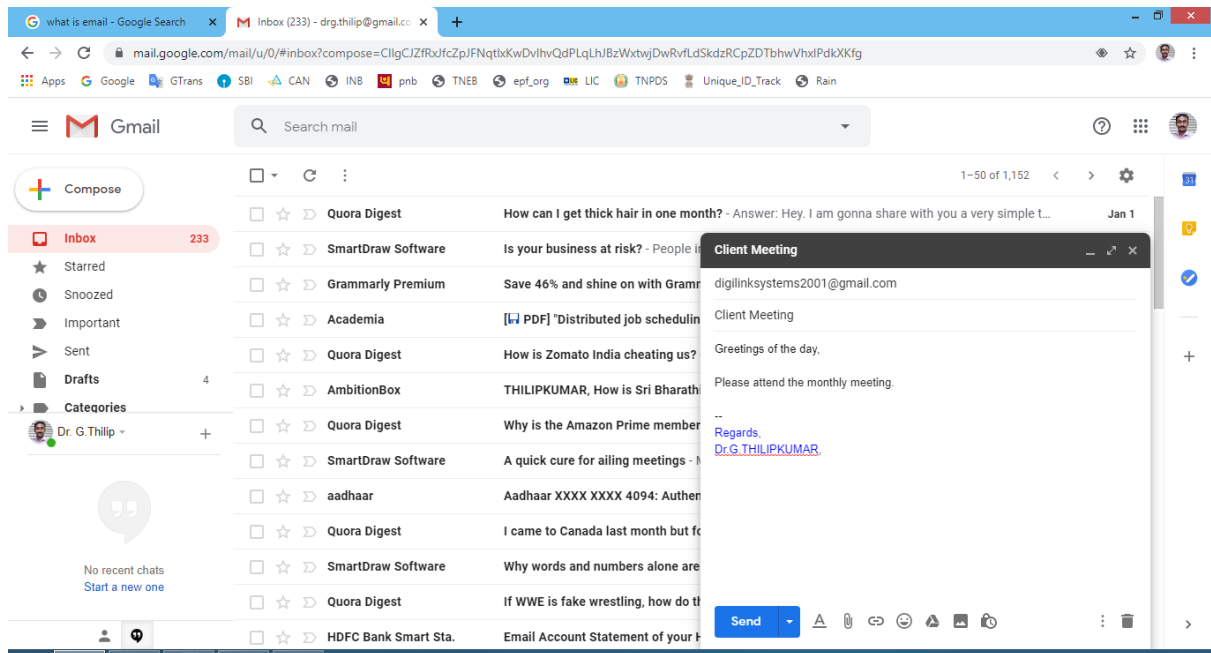 what is email - Google Search
Inbox (233) - drg.thilip@gmail.co
mail.google.com/mail/u/0/#inbox?compose=CllgCJZfRxJfcZpJFNqtlxKwDvlhvQdPLqLhJBzWxtwjDwRvfLdSkdzRCpZDTbhwVhxlPdkXKfg
Apps Google GTrans SBI CAN INB pnb TNEB epf_org LIC TNPDS Unique_ID_Track Rain
Gmail
Search mail
Compose
1–50 of 1,152
31
Inbox 233
Starred
Snoozed
Important
Sent
Drafts 4
Categories
Dr. G.Thilip
No recent chats
Start a new one
Quora Digest How can I get thick hair in one month? - Answer: Hey. I am gonna share with you a very simple t... Jan 1
SmartDraw Software Is your business at risk? - People i
Grammarly Premium Save 46% and shine on with Gramm
Academia [PDF] "Distributed job schedulin
Quora Digest How is Zomato India cheating us?
AmbitionBox THILIPKUMAR, How is Sri Bharathi
Quora Digest Why is the Amazon Prime member
SmartDraw Software A quick cure for ailing meetings -
aadhaar Aadhaar XXXX XXXX 4094: Authen
Quora Digest I came to Canada last month but fo
SmartDraw Software Why words and numbers alone are
Quora Digest If WWE is fake wrestling, how do th
HDFC Bank Smart Sta. Email Account Statement of your H
Client Meeting
digilinksystems2001@gmail.com
Client Meeting
Greetings of the day,
Please attend the monthly meeting.
--
Regards,
Dr.G.THILIPKUMAR,
Send